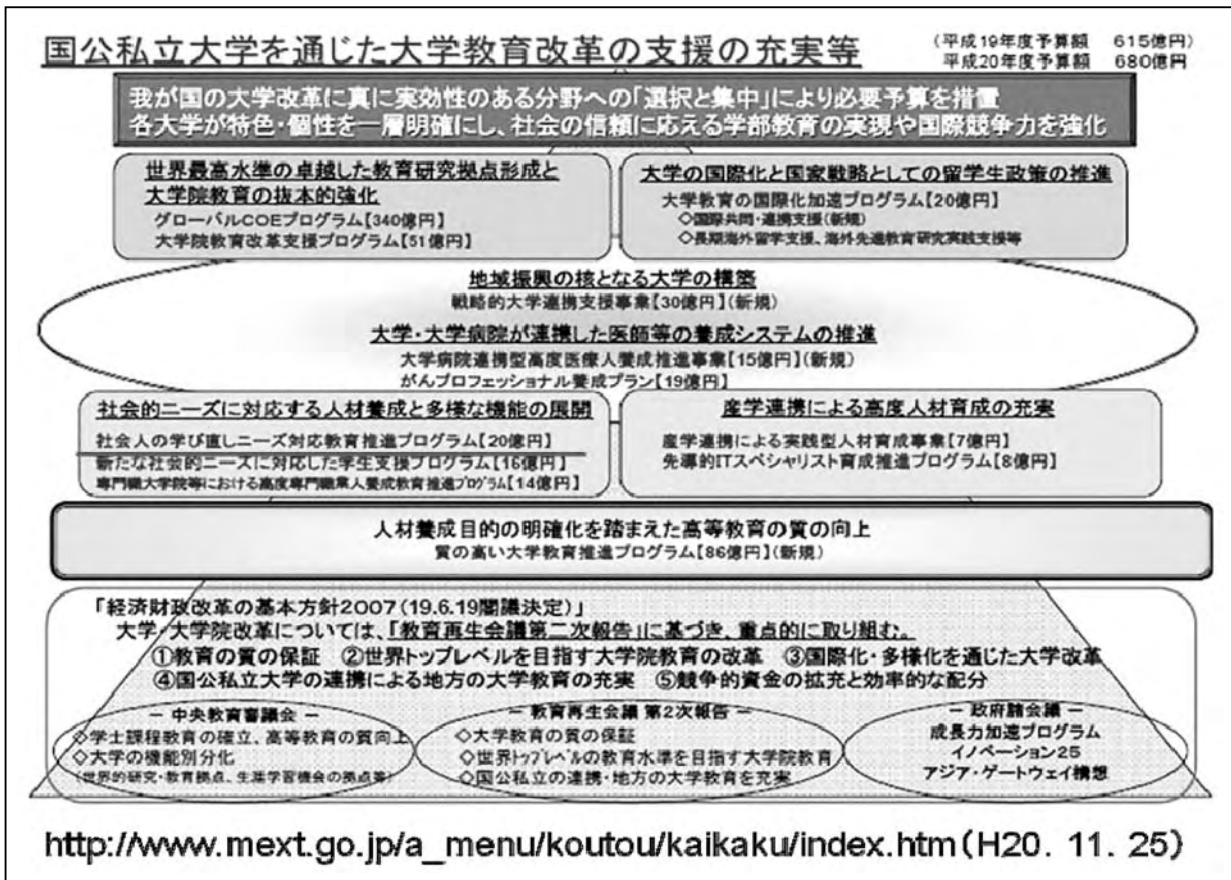 国公私立大学を通じた大学教育改革の支援の充実等
(平成19年度予算額 615億円)
平成20年度予算額 680億円
我が国の大学改革に真に実効性のある分野への「選択と集中」により必要予算を措置
各大学が特色・個性を一層明確にし、社会の信頼に応える学部教育の実現や国際競争力を強化
世界最高水準の卓越した教育研究拠点形成と
大学院教育の抜本的強化
グローバルCOEプログラム【340億円】
大学院教育改革支援プログラム【51億円】
大学の国際化と国家戦略としての留学生政策の推進
大学教育の国際化加速プログラム【20億円】
◇国際共同・連携支援(新規)
◇長期海外留学支援、海外先進教育研究実践支援等
地域振興の核となる大学の構築
戦略的大学連携支援事業【30億円】(新規)
大学・大学病院が連携した医師等の養成システムの推進
大学病院連携型高度医療人養成推進事業【15億円】(新規)
がんプロフェッショナル養成プラン【19億円】
社会的ニーズに対応する人材養成と多様な機能の展開
社会人の学び直しニーズ対応教育推進プログラム【20億円】
新たな社会的ニーズに対応した学生支援プログラム【16億円】
専門職大学院等における高度専門職業人養成教育推進プログラム【14億円】
産学連携による高度人材育成の充実
産学連携による実践型人材育成事業【7億円】
先導的ITスペシャリスト育成推進プログラム【8億円】
人材養成目的の明確化を踏まえた高等教育の質の向上
質の高い大学教育推進プログラム【86億円】(新規)
「経済財政改革の基本方針2007(19.6.19閣議決定)」
大学・大学院改革については、「教育再生会議第二次報告」に基づき、重点的に取り組む。
①教育の質の保証 ②世界トップレベルを目指す大学院教育の改革 ③国際化・多様化を通じた大学改革
④国公私立大学の連携による地方の大学教育の充実 ⑤競争的資金の拡充と効率的な配分
― 中央教育審議会 ―
◇学士課程教育の確立、高等教育の質向上
◇大学の機能別分化
(世界的研究・教育拠点、生涯学習機会の拠点等)
― 教育再生会議 第2次報告 ―
◇大学教育の質の保証
◇世界トップレベルの教育水準を目指す大学院教育
◇国公私立の連携・地方の大学教育を充実
― 政府諸会議 ―
成長力加速プログラム
イノベーション25
アジア・ゲートウェイ構想
http://www.mext.go.jp/a_menu/koutou/kaikaku/index.htm(H20. 11. 25)